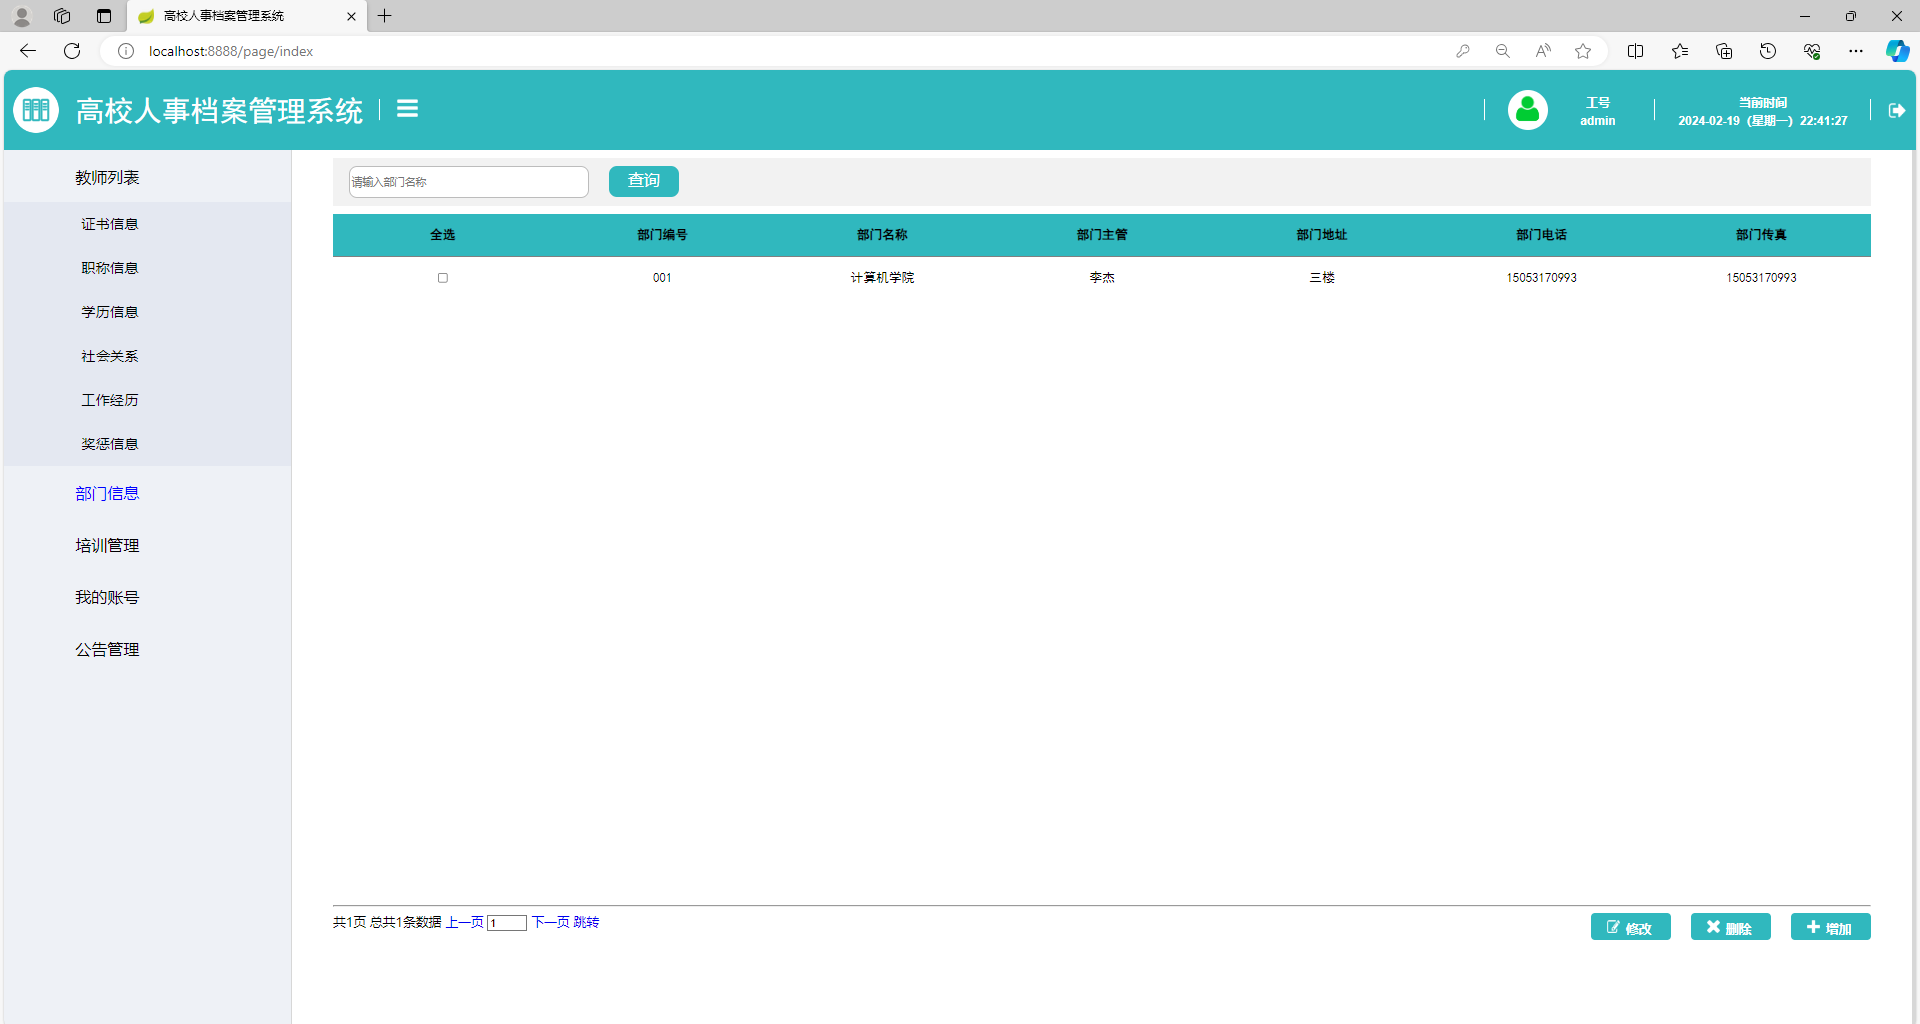 高校人事档案管理系统
localhost:8888/page/index
高校人事档案管理系统
工号
admin
当前时间
2024-02-19 (星期一) 22:41:27
教师列表
证书信息
职称信息
学历信息
社会关系
工作经历
奖惩信息
部门信息
培训管理
我的账号
公告管理
请输入部门名称
查询
全选 部门编号 部门名称 部门主管 部门地址 部门电话 部门传真
001 计算机学院 李杰 三楼 15053170993 15053170993
共1页 总共1条数据 上一页 1 下一页 跳转
修改 删除 增加